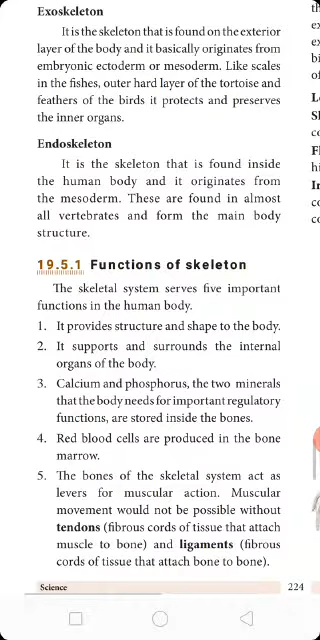 Exoskeleton
It is the skeleton that is found on the exterior
layer of the body and it basically originates from
embryonic ectoderm or mesoderm. Like scales
in the fishes, outer hard layer of the tortoise and
feathers of the birds it protects and preserves
the inner organs.
Endoskeleton
It is the skeleton that is found inside
the human body and it originates from
the mesoderm. These are found in almost
all vertebrates and form the main body
structure.
19.5.1 Functions of skeleton
The skeletal system serves five important
functions in the human body.
1. It provides structure and shape to the body.
2. It supports and surrounds the internal
organs of the body.
3. Calcium and phosphorus, the two minerals
that the body needs for important regulatory
functions, are stored inside the bones.
4. Red blood cells are produced in the bone
marrow.
5. The bones of the skeletal system act as
levers for muscular action. Muscular
movement would not be possible without
tendons (fibrous cords of tissue that attach
muscle to bone) and ligaments (fibrous
cords of tissue that attach bone to bone).
Science 224